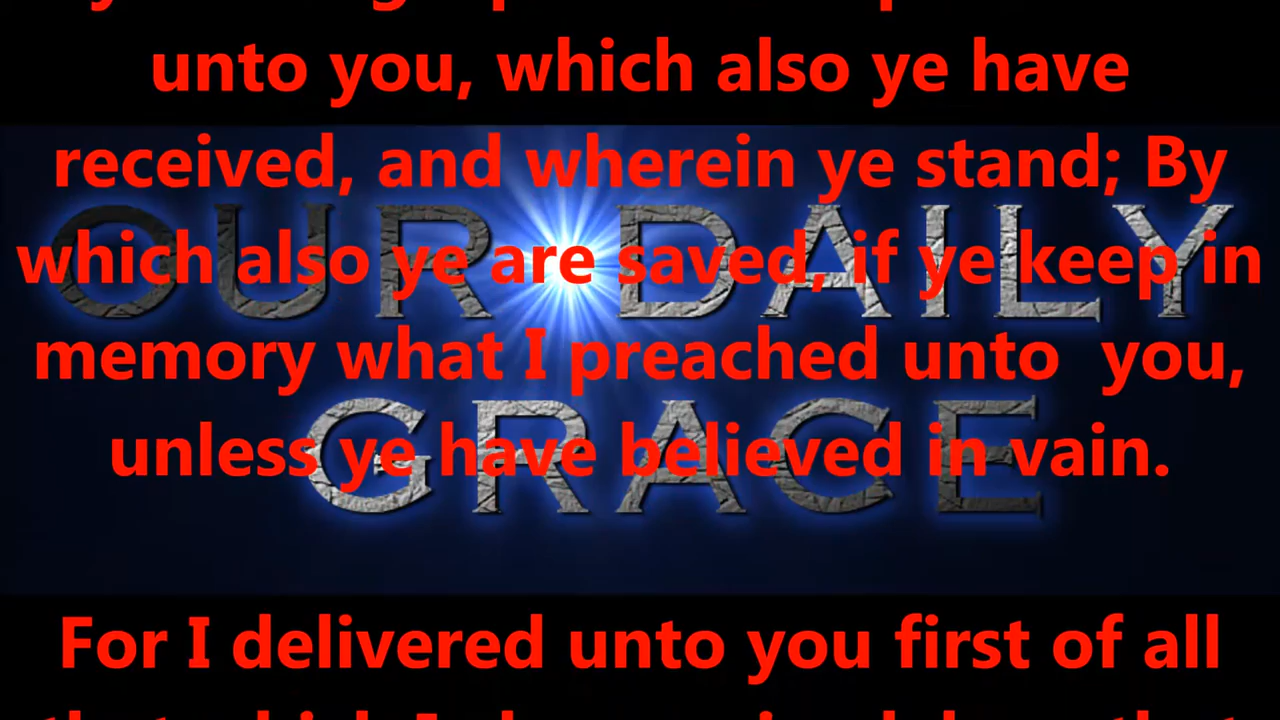 unto you, which also ye have
received, and wherein ye stand; By
OUR DAILY
which also ye are saved, if ye keep in
memory what I preached unto  you,
GRACE
unless ye have believed in vain.
For I delivered unto you first of all